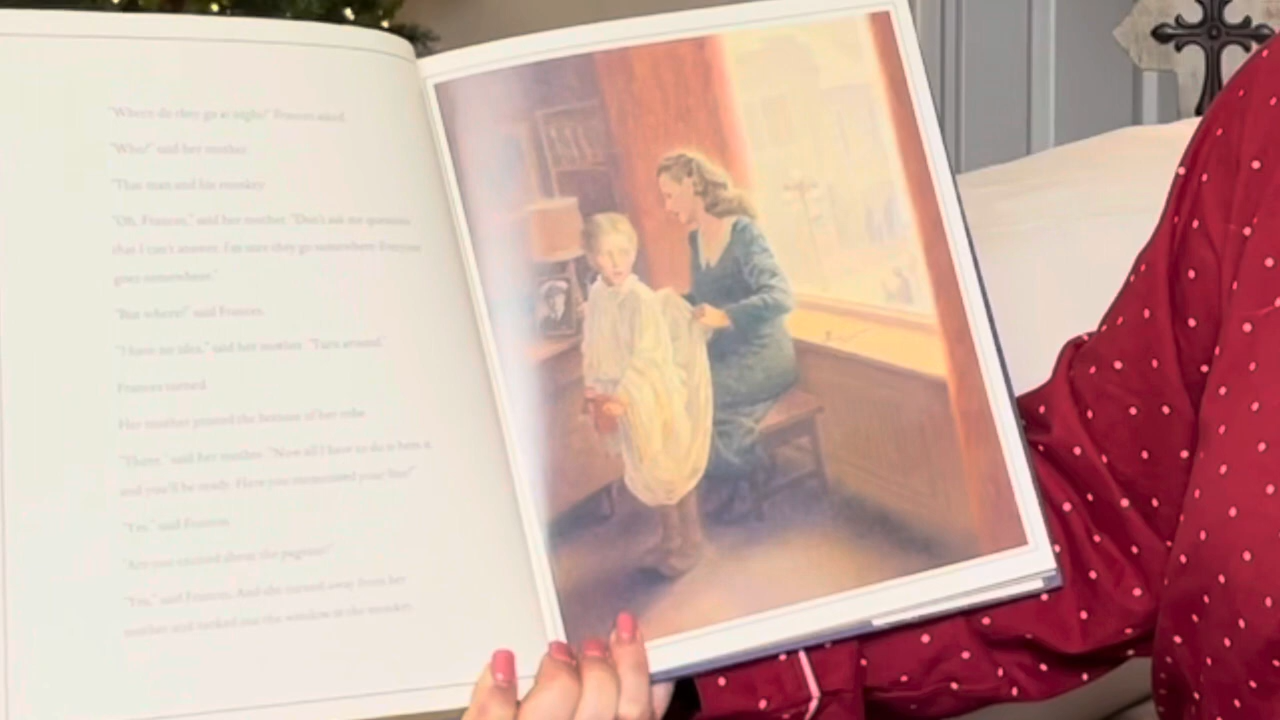 "Where do they go at night?" Frances asked.
"Who?" said her mother.
"That man and his monkey."
"Oh, Frances," said her mother. "Don't ask me questions
that I can't answer. I'm sure they go somewhere. Everyone
goes somewhere."
"But where?" said Frances.
"I have no idea," said her mother. "Turn around."
Frances turned.
Her mother pinned the bottom of her robe.
"There," said her mother. "Now all I have to do is hem it
and you'll be ready. Have you memorized your line?"
"Yes," said Frances.
"Are you excited about the pageant?"
"Yes," said Frances. And she turned away from her
mother and looked out the window at the monkey